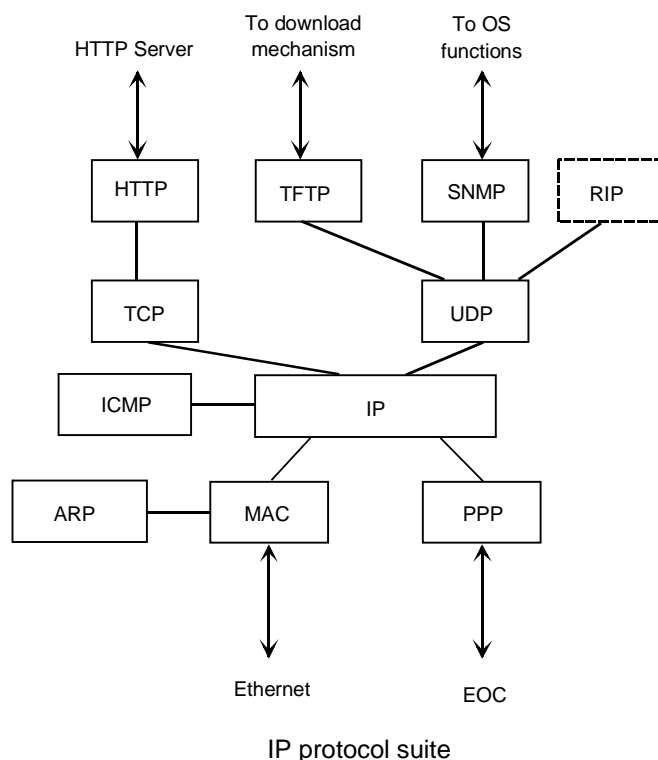 To download
mechanism
To OS
functions
HTTP Server
HTTP
TFTP
SNMP
RIP
TCP
UDP
ICMP
IP
ARP
MAC
PPP
Ethernet
EOC
IP protocol suite